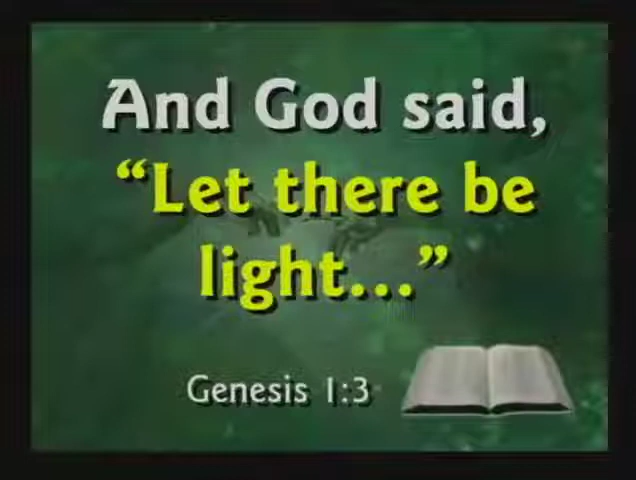 And God said,
“Let there be
light...”
Genesis 1:3